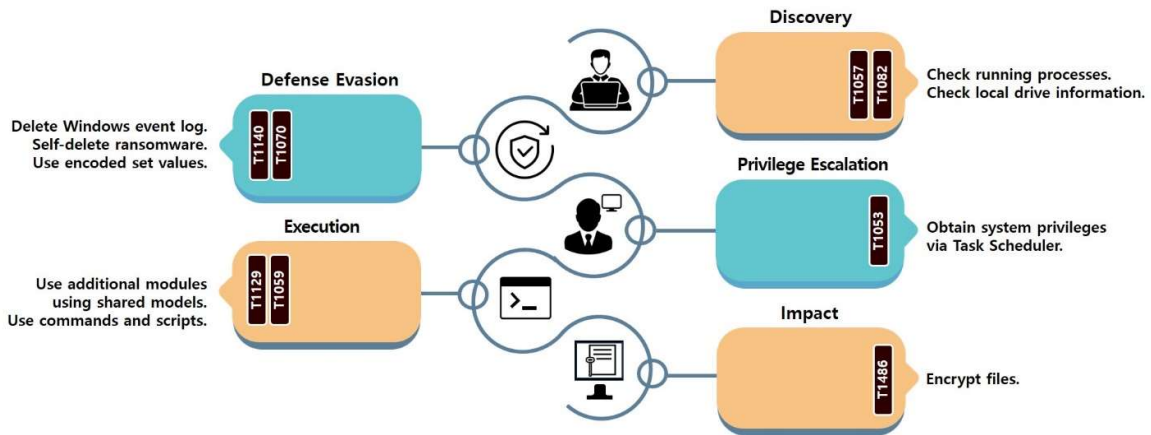 Discovery
T1057
T1082
Check running processes.
Check local drive information.
Defense Evasion
Delete Windows event log.
Self-delete ransomware.
Use encoded set values.
T1140
T1070
Privilege Escalation
T1053
Obtain system privileges
via Task Scheduler.
Execution
Use additional modules
using shared models.
Use commands and scripts.
T1129
T1059
Impact
T1486
Encrypt files.